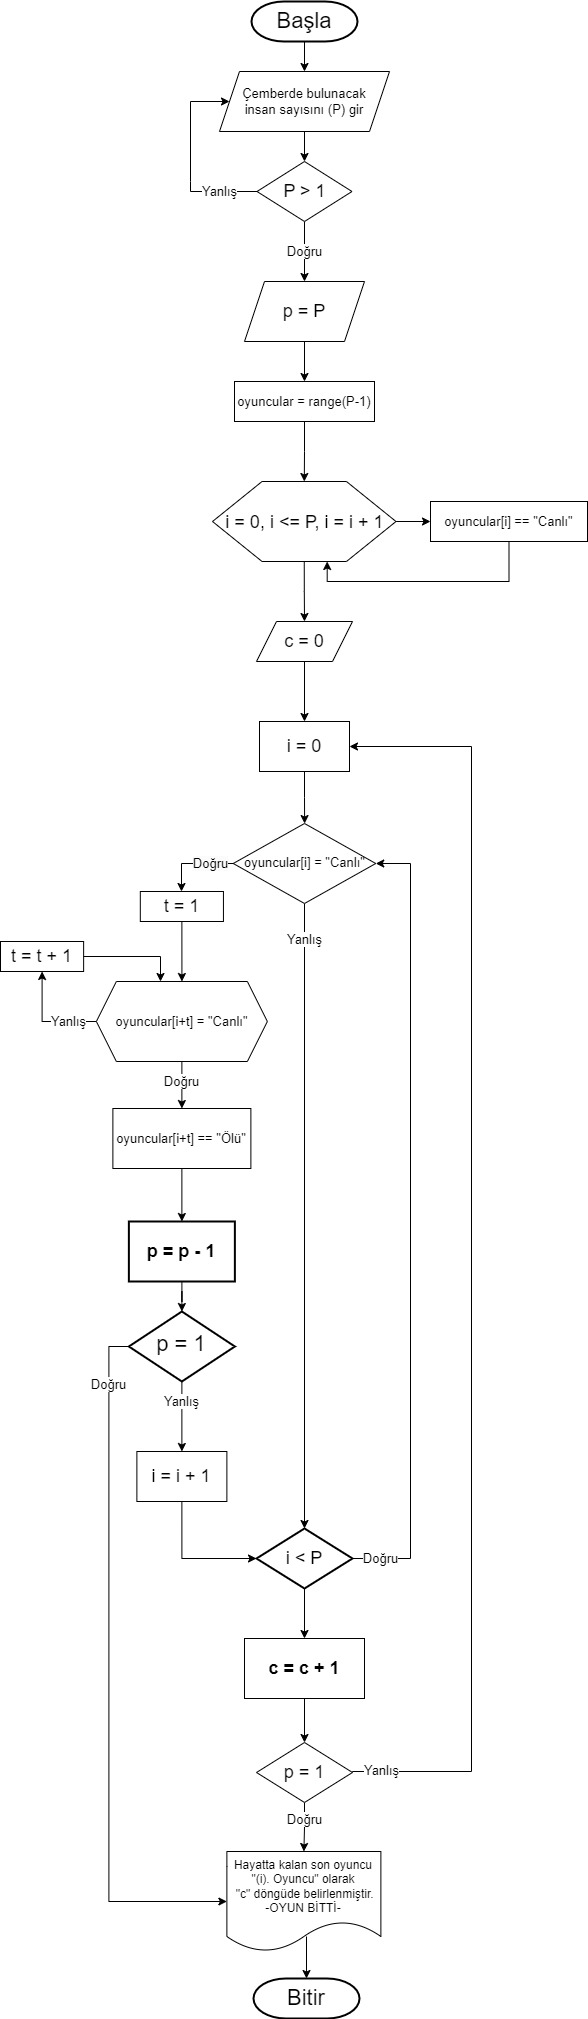 Başla
Çemberde bulunacak
insan sayısını (P) gir
Yanlış
P > 1
Doğru
p = P
oyuncular = range(P-1)
i = 0, i <= P, i = i + 1
oyuncular[i] == "Canlı"
c = 0
i = 0
Doğru
oyuncular[i] = "Canlı"
t = 1
Yanlış
t = t + 1
Yanlış
oyuncular[i+t] = "Canlı"
Doğru
oyuncular[i+t] == "Ölü"
p = p - 1
p = 1
Doğru
Yanlış
i = i + 1
i < P
Doğru
c = c + 1
p = 1
Yanlış
Doğru
Hayatta kalan son oyuncu
"(i). Oyuncu" olarak
"c" döngüde belirlenmiştir.
-OYUN BİTTİ-
Bitir